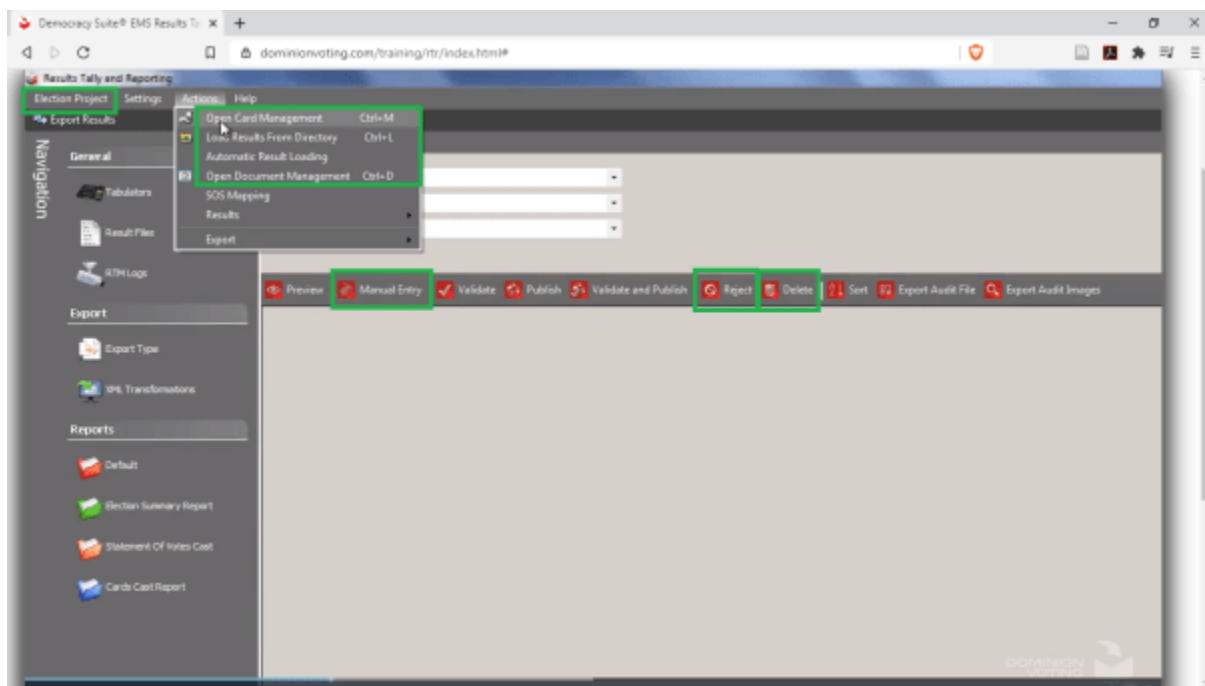 Democracy Suite® EMS Results Ta
dominionvoting.com/training/rtr/index.html#
Results Tally and Reporting
Election Project Settings Actions Help
Export Results
Open Card Management Ctrl+M
Load Results From Directory Ctrl+L
Automatic Result Loading
Open Document Management Ctrl+D
SOS Mapping
Results
Export
Navigation
General
Tabulators
Result Files
RTM Logs
Preview Manual Entry Validate Publish Validate and Publish Reject Delete Sort Export Audit File Export Audit Images
Export
Export Type
XML Transformations
Reports
Default
Election Summary Report
Statement Of Votes Cast
Cards Cast Report
DOMINION
VOTING